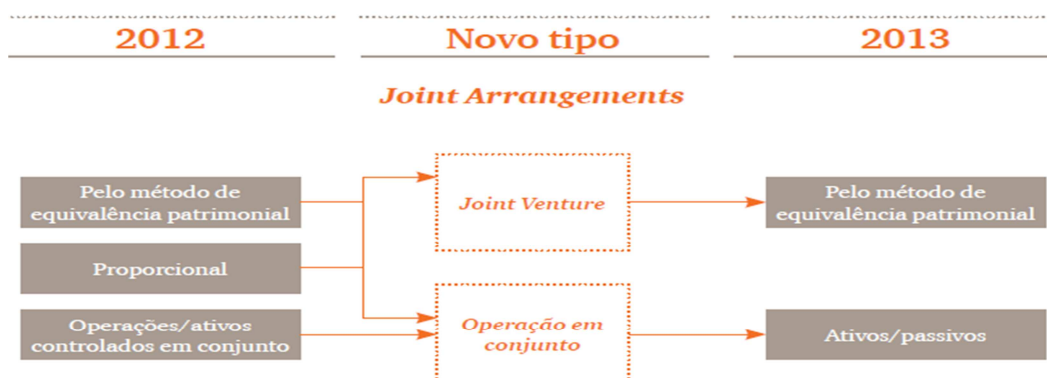 2012
Novo tipo
2013
Joint Arrangements
Pelo método de
equivalência patrimonial
Joint Venture
Pelo método de
equivalência patrimonial
Proporcional
Operações/ativos
controlados em conjunto
Operação em
conjunto
Ativos/passivos